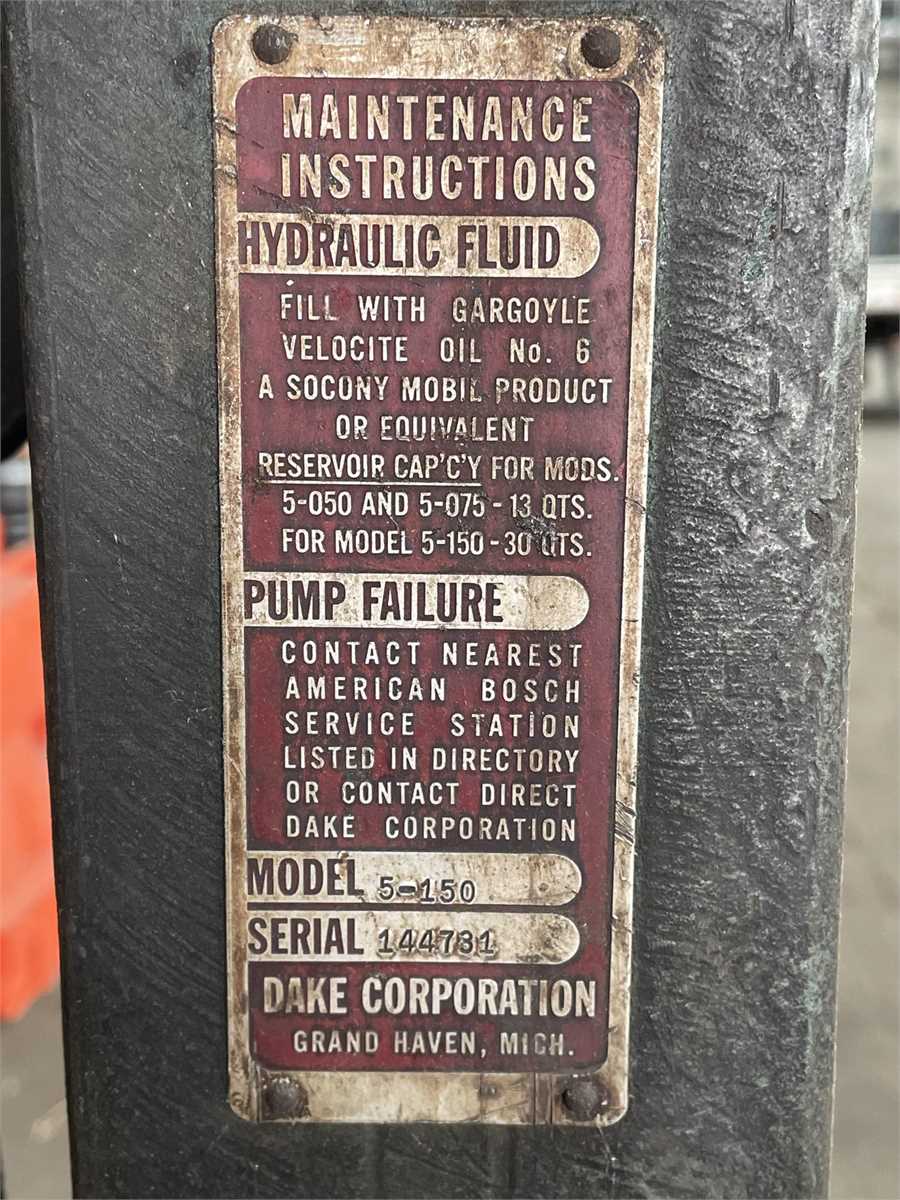 MAINTENANCE
INSTRUCTIONS
HYDRAULIC FLUID
FILL WITH GARGOYLE
VELOCITE OIL No. 6
A SOCONY MOBIL PRODUCT
OR EQUIVALENT
RESERVOIR CAP'C'Y FOR MODS.
5-050 AND 5-075 - 13 QTS.
FOR MODEL 5-150 - 30 QTS.
PUMP FAILURE
CONTACT NEAREST
AMERICAN BOSCH
SERVICE STATION
LISTED IN DIRECTORY
OR CONTACT DIRECT
DAKE CORPORATION
MODEL 5-150
SERIAL 144731
DAKE CORPORATION
GRAND HAVEN, MICH.